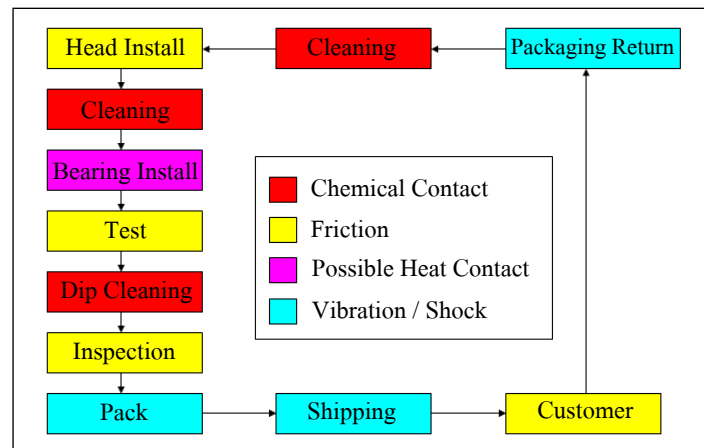 Head Install
Cleaning
Packaging Return
Cleaning
Bearing Install
Test
Dip Cleaning
Inspection
Pack
Shipping
Customer
Chemical Contact
Friction
Possible Heat Contact
Vibration / Shock